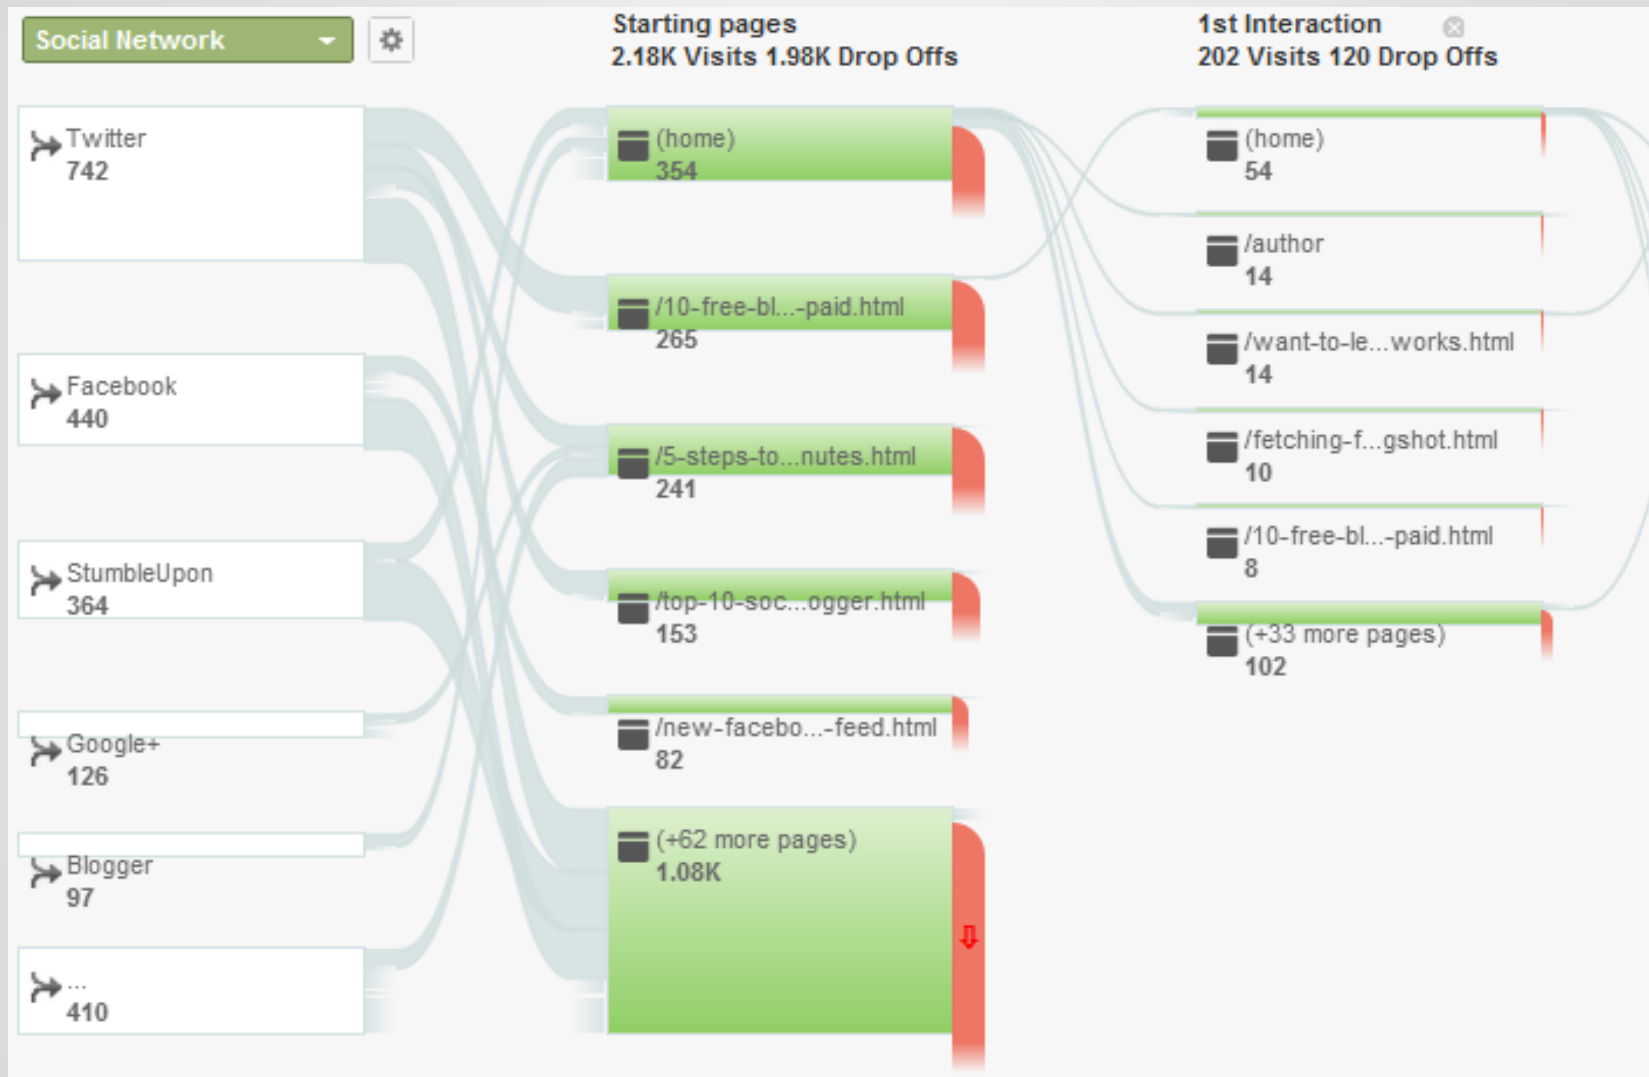 Social Network
Starting pages
2.18K Visits 1.98K Drop Offs
1st Interaction
202 Visits 120 Drop Offs
Twitter
742
Facebook
440
StumbleUpon
364
Google+
126
Blogger
97
...
410
(home)
354
/10-free-bl...-paid.html
265
/5-steps-to...nutes.html
241
/top-10-soc...ogger.html
153
/new-facebo...-feed.html
82
(+62 more pages)
1.08K
(home)
54
/author
14
/want-to-le...works.html
14
/fetching-f...gshot.html
10
/10-free-bl...-paid.html
8
(+33 more pages)
102